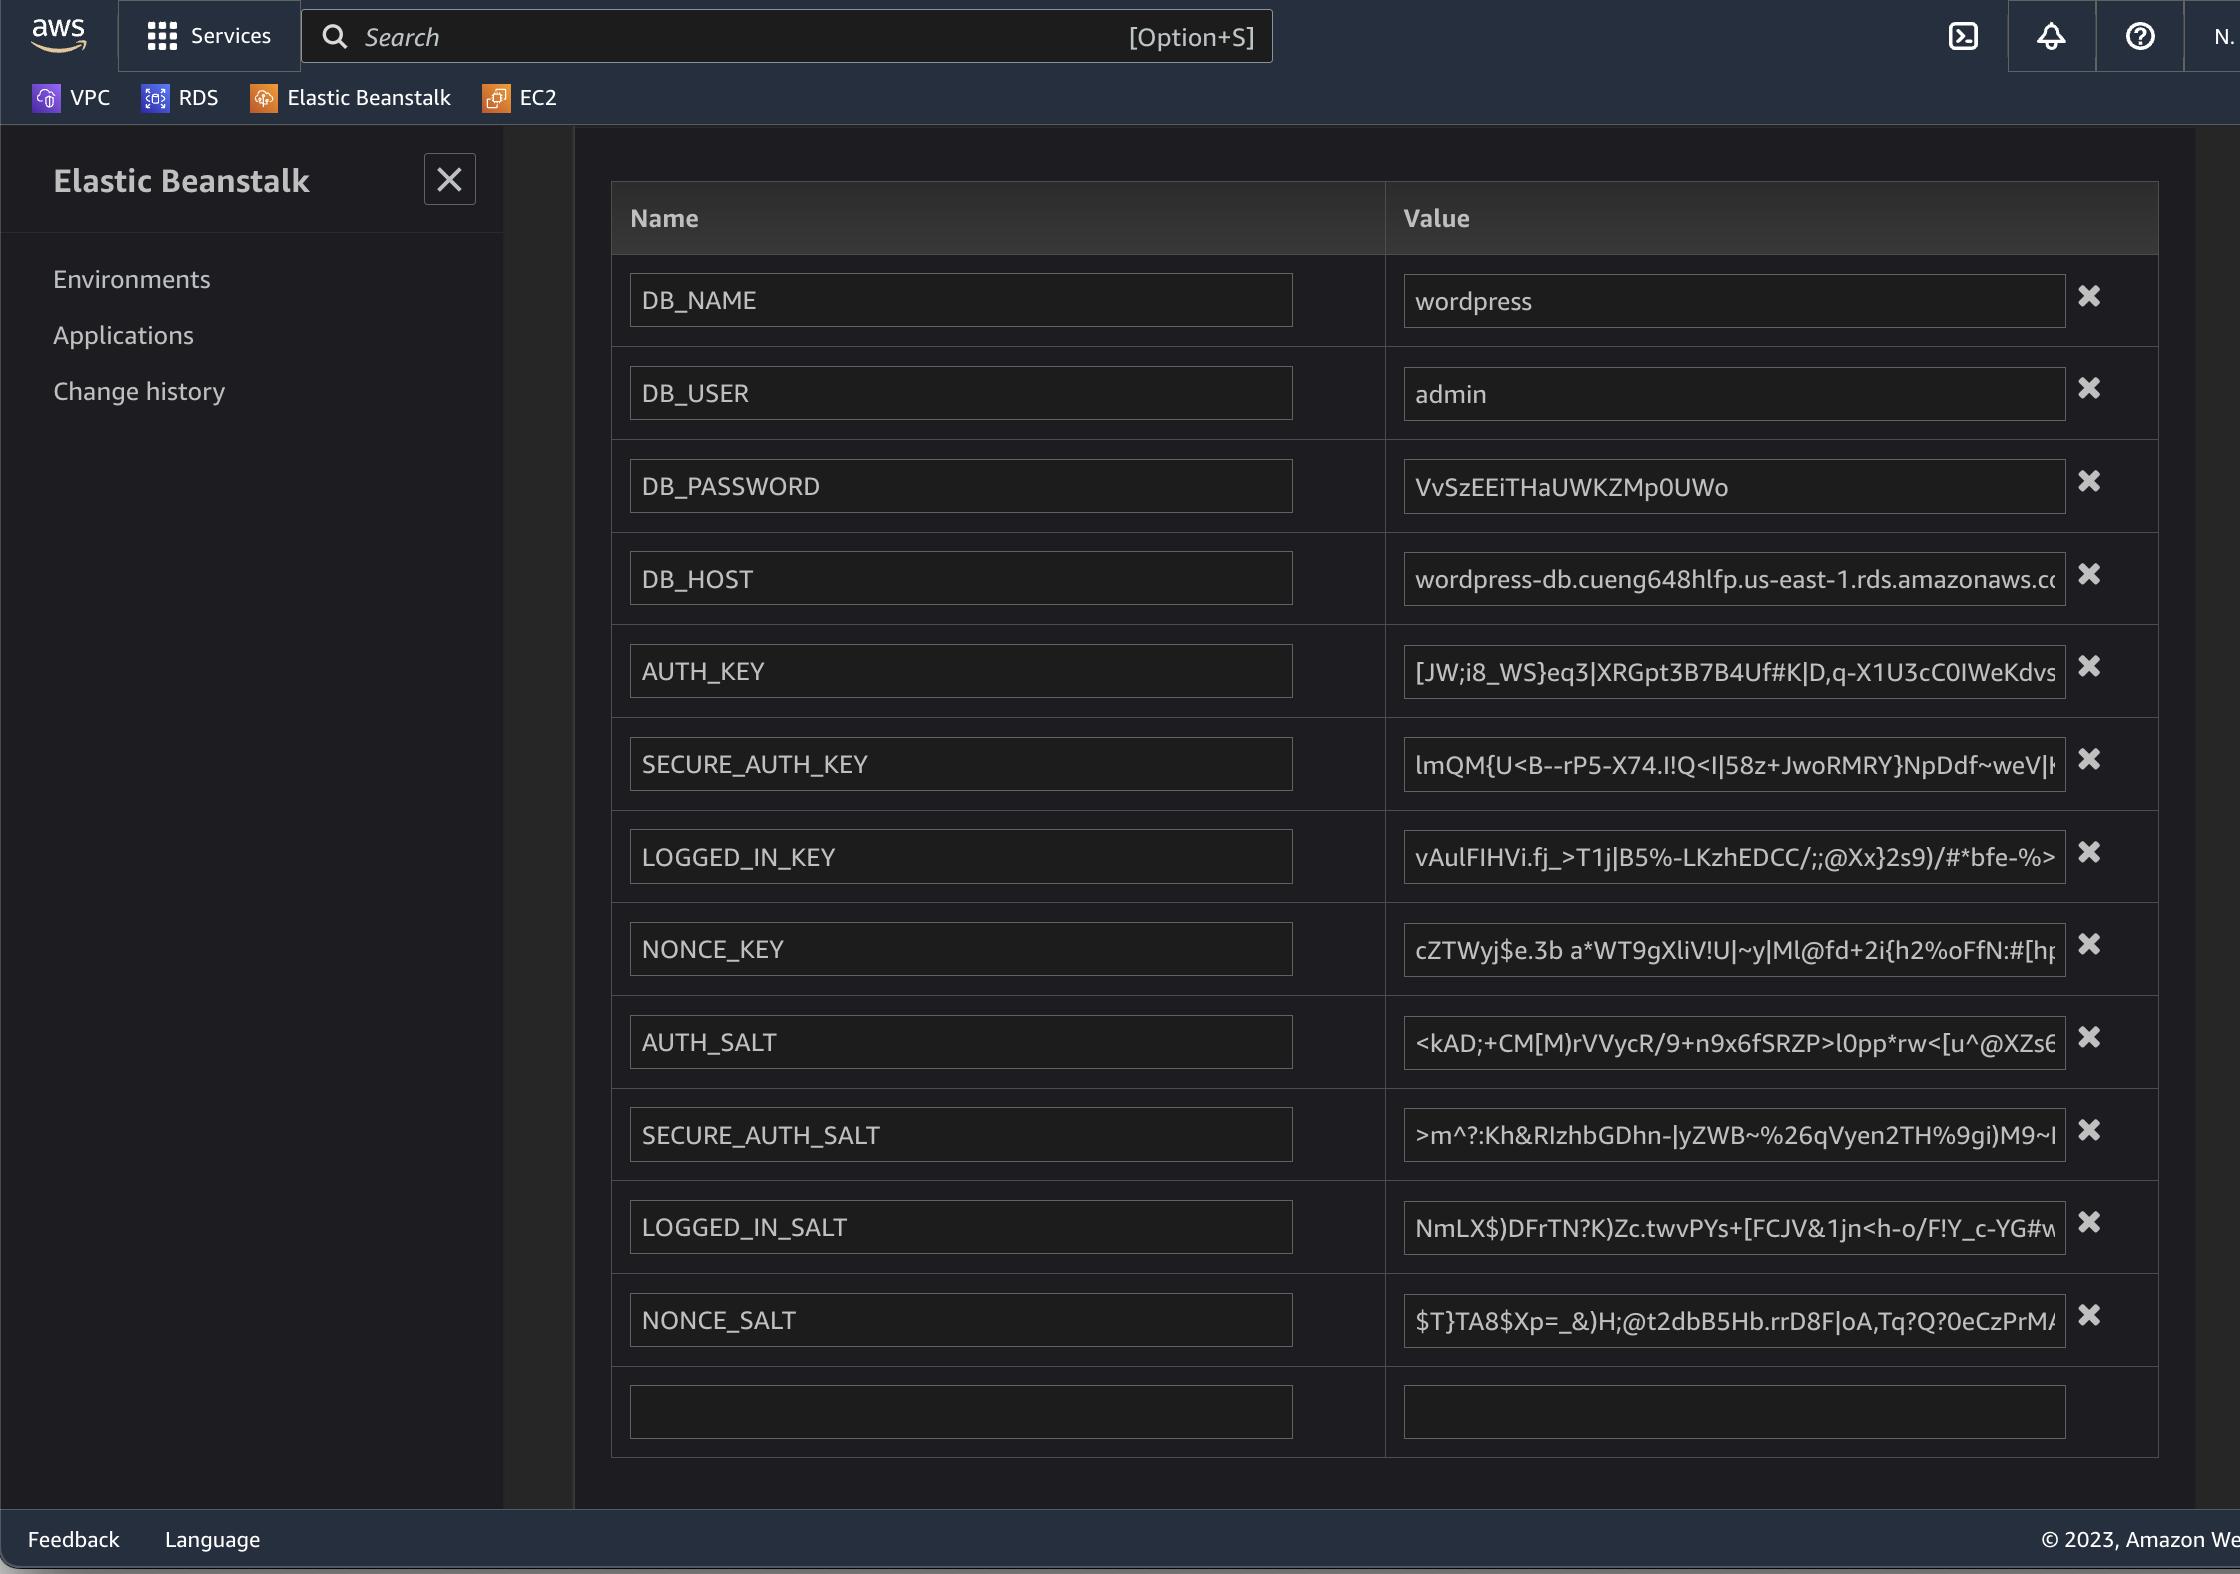 aws
Services
Search
[Option+S]
N.
VPC
RDS
Elastic Beanstalk
EC2
Elastic Beanstalk
Environments
Applications
Change history
Name
Value
DB_NAME
wordpress
DB_USER
admin
DB_PASSWORD
VvSzEEiTHaUWKZMp0UWo
DB_HOST
wordpress-db.cueng648hlfp.us-east-1.rds.amazonaws.co
AUTH_KEY
[JW;i8_WS}eq3|XRGpt3B7B4Uf#K|D,q-X1U3cC0IWeKdvs
SECURE_AUTH_KEY
lmQM{U<B--rP5-X74.I!Q<I|58z+JwoRMRY}NpDdf~weV|K
LOGGED_IN_KEY
vAulFIHVi.fj_>T1j|B5%-LKzhEDCC/;;@Xx}2s9)/#*bfe-%>
NONCE_KEY
cZTWyj$e.3b a*WT9gXliV!U|~y|Ml@fd+2i{h2%oFfN:#[hp
AUTH_SALT
<kAD;+CM[M)rVVycR/9+n9x6fSRZP>l0pp*rw<[u^@XZs6
SECURE_AUTH_SALT
>m^?:Kh&RIzhbGDhn-|yZWB~%26qVyen2TH%9gi)M9~I
LOGGED_IN_SALT
NmLX$)DFrTN?K)Zc.twvPYs+[FCJV&1jn<h-o/F!Y_c-YG#w
NONCE_SALT
$T}TA8$Xp=_&)H;@t2dbB5Hb.rrD8F|oA,Tq?Q?0eCzPrMA
Feedback
Language
© 2023, Amazon We